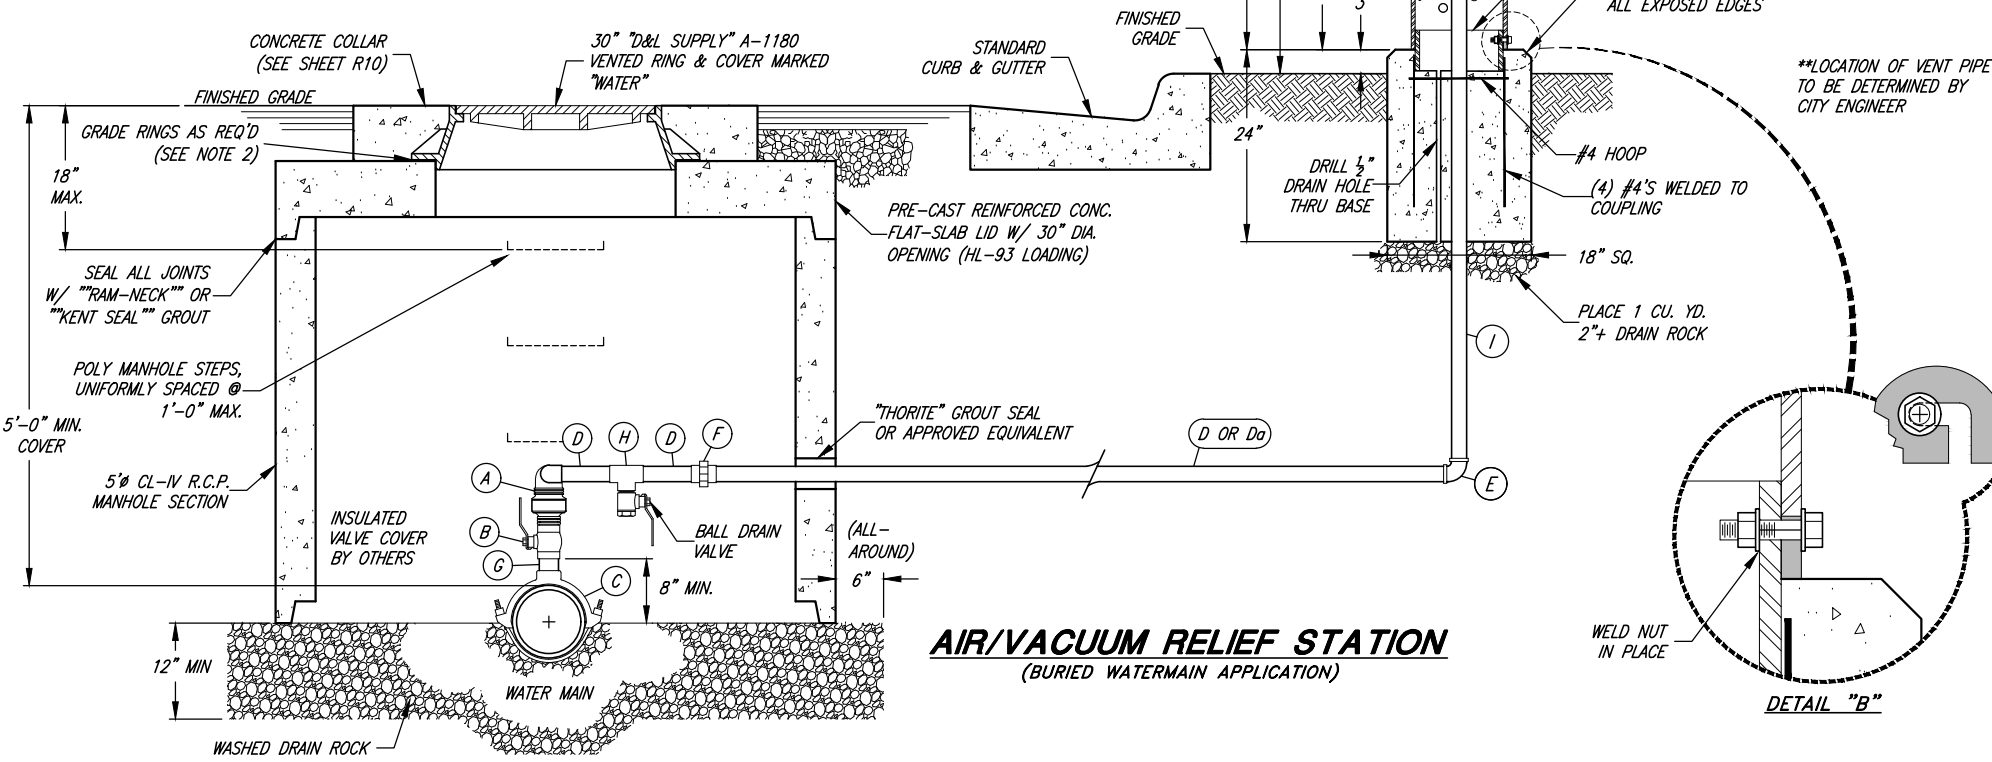 CONCRETE COLLAR
(SEE SHEET R10)
30" "D&L SUPPLY" A-1180
VENTED RING & COVER MARKED
"WATER"
STANDARD
CURB & GUTTER
FINISHED
GRADE
3
ALL EXPOSED EDGES
**LOCATION OF VENT PIPE
TO BE DETERMINED BY
CITY ENGINEER
FINISHED GRADE
GRADE RINGS AS REQ'D
(SEE NOTE 2)
18"
MAX.
24"
DRILL 1/2"
DRAIN HOLE
THRU BASE
#4 HOOP
(4) #4'S WELDED TO
COUPLING
PRE-CAST REINFORCED CONC.
FLAT-SLAB LID W/ 30" DIA.
OPENING (HL-93 LOADING)
18" SQ.
SEAL ALL JOINTS
W/ ""RAM-NECK"" OR
""KENT SEAL"" GROUT
PLACE 1 CU. YD.
2"+ DRAIN ROCK
I
POLY MANHOLE STEPS,
UNIFORMLY SPACED @
1'-0" MAX.
5'-0" MIN.
COVER
"THORITE" GROUT SEAL
OR APPROVED EQUIVALENT
D
H
D
F
D OR Da
A
E
5'ø CL-IV R.C.P.
MANHOLE SECTION
INSULATED
VALVE COVER
BY OTHERS
B
BALL DRAIN
VALVE
(ALL-
AROUND)
6"
G
C
8" MIN.
12" MIN
WATER MAIN
WASHED DRAIN ROCK
AIR/VACUUM RELIEF STATION
(BURIED WATERMAIN APPLICATION)
WELD NUT
IN PLACE
DETAIL "B"